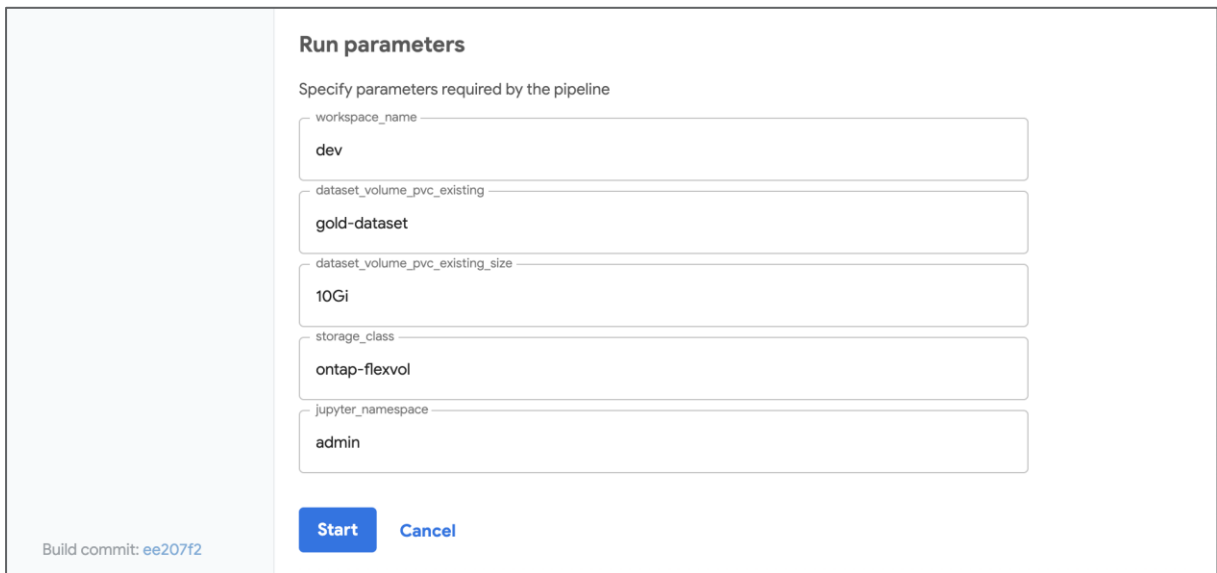 Run parameters
Specify parameters required by the pipeline
workspace_name
dev
dataset_volume_pvc_existing
gold-dataset
dataset_volume_pvc_existing_size
10Gi
storage_class
ontap-flexvol
jupyter_namespace
admin
Start Cancel
Build commit: ee207f2